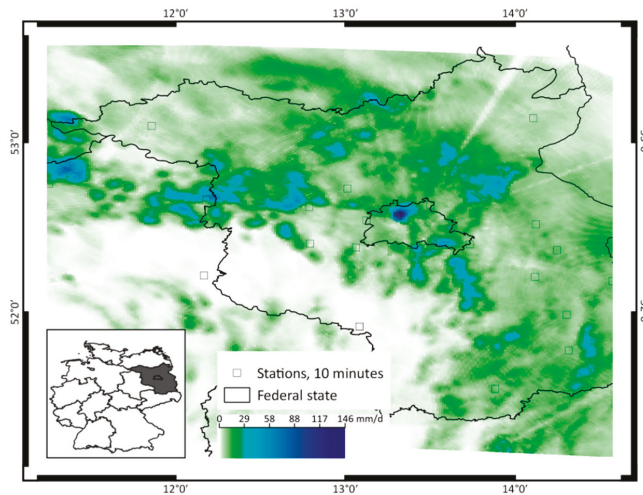 12°0' 13°0' 14°0'
53°0'
52°0'
Stations, 10 minutes
Federal state
0 29 58 88 117 146 mm/d
12°0' 13°0' 14°0'